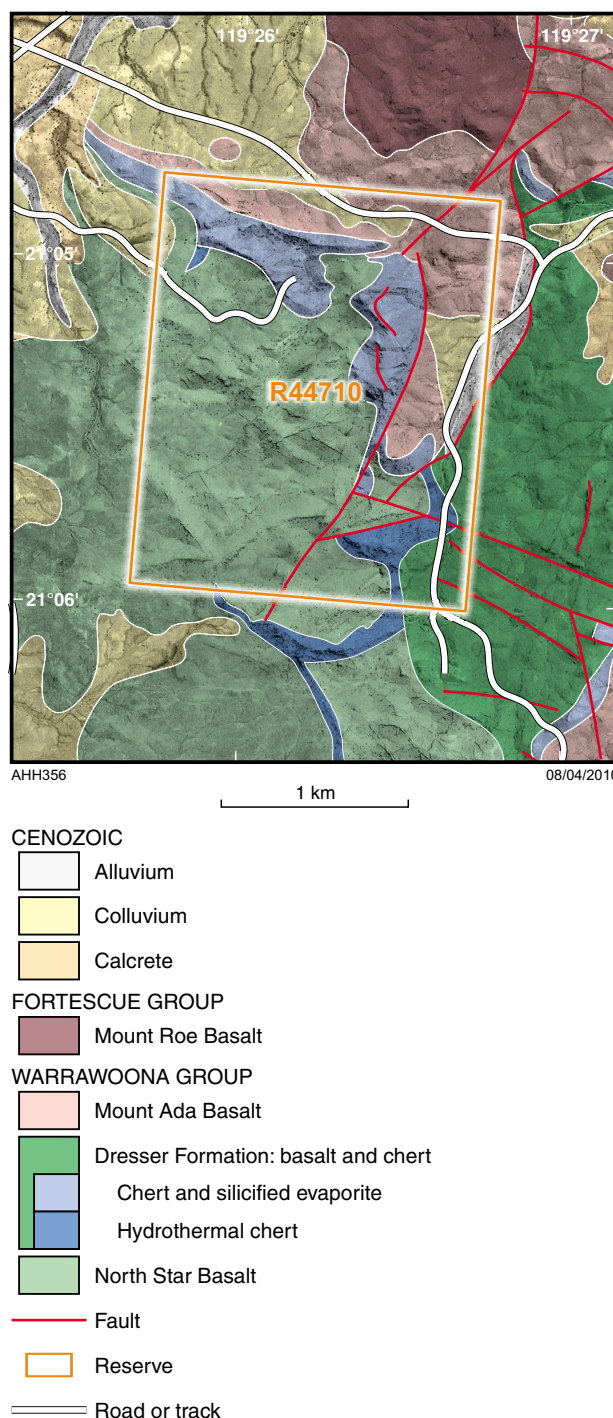 119°26'
119°27'
21°05'
R44710
21°06'
AHH356
08/04/2010
1 km
CENOZOIC
Alluvium
Colluvium
Calcrete
FORTESCUE GROUP
Mount Roe Basalt
WARRAWOONA GROUP
Mount Ada Basalt
Dresser Formation: basalt and chert
Chert and silicified evaporite
Hydrothermal chert
North Star Basalt
Fault
Reserve
Road or track